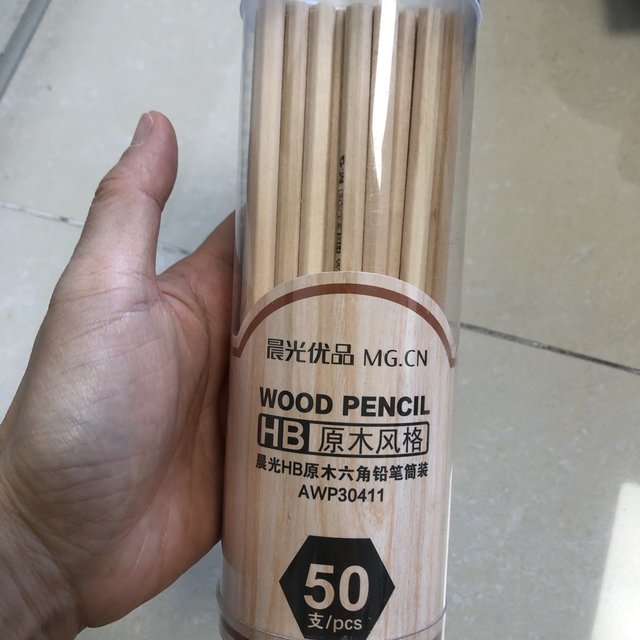 晨光优品 MG.CN
WOOD PENCIL
HB 原木风格
晨光HB原木六角铅笔筒装
AWP30411
50
支/pcs